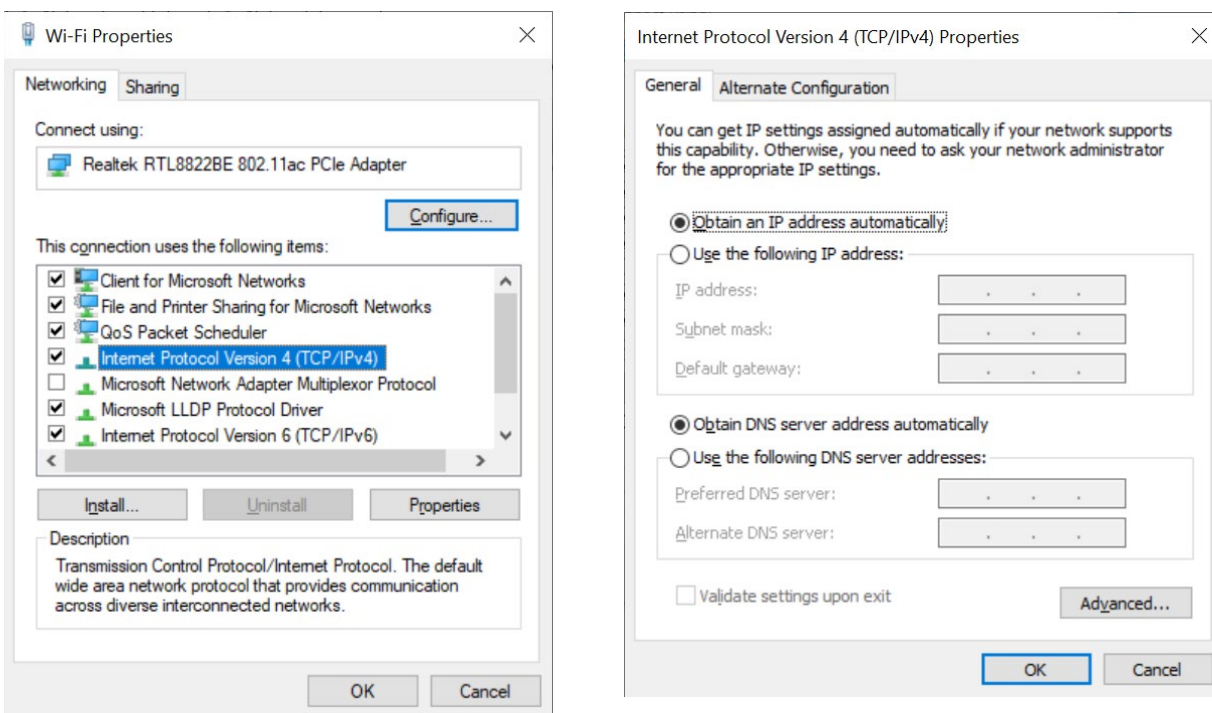 Wi-Fi Properties
Networking
Sharing
Connect using:
Realtek RTL8822BE 802.11ac PCIe Adapter
Configure...
This connection uses the following items:
Client for Microsoft Networks
File and Printer Sharing for Microsoft Networks
QoS Packet Scheduler
Internet Protocol Version 4 (TCP/IPv4)
Microsoft Network Adapter Multiplexor Protocol
Microsoft LLDP Protocol Driver
Internet Protocol Version 6 (TCP/IPv6)
Install...
Uninstall
Properties
Description
Transmission Control Protocol/Internet Protocol. The default
wide area network protocol that provides communication
across diverse interconnected networks.
OK
Cancel
Internet Protocol Version 4 (TCP/IPv4) Properties
General
Alternate Configuration
You can get IP settings assigned automatically if your network supports
this capability. Otherwise, you need to ask your network administrator
for the appropriate IP settings.
Obtain an IP address automatically
Use the following IP address:
IP address:
Subnet mask:
Default gateway:
Obtain DNS server address automatically
Use the following DNS server addresses:
Preferred DNS server:
Alternate DNS server:
Validate settings upon exit
Advanced...
OK
Cancel